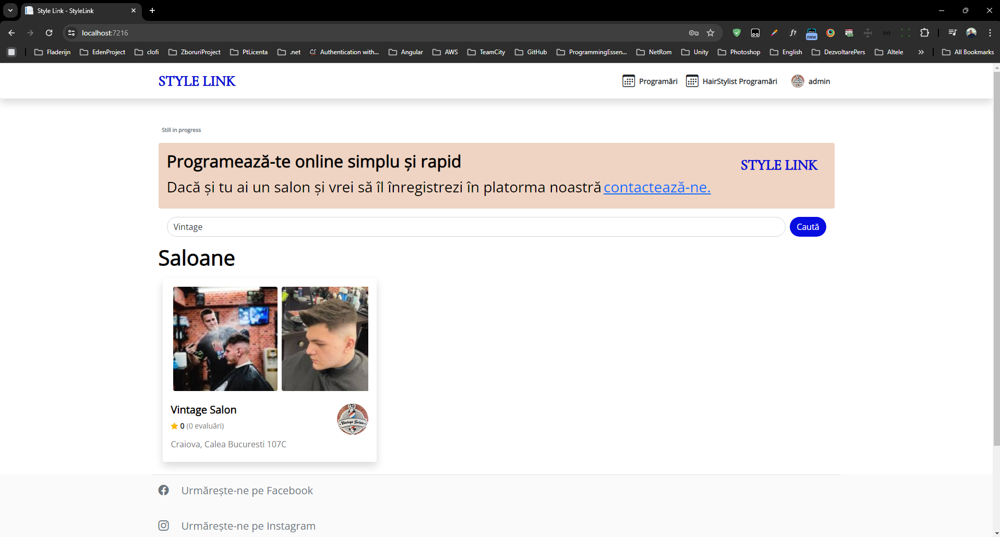 Style Link - StyleLink
localhost:7216
new
Fladerijn
EdenProject
clofi
ZboruriProject
PtLicenta
.net
CS Authentication with...
Angular
AWS
TeamCity
GitHub
ProgrammingEssen...
NetRom
Unity
Photoshop
English
DezvoltarePers
Altele
All Bookmarks
STYLE LINK
Programări
HairStylist Programări
admin
Still in progress
Programează-te online simplu și rapid
STYLE LINK
Dacă și tu ai un salon și vrei să îl înregistrezi în platorma noastră contactează-ne.
Vintage
Caută
Saloane
Vintage Salon
Vintage Salon
0 (0 evaluări)
Craiova, Calea Bucuresti 107C
Urmărește-ne pe Facebook
Urmărește-ne pe Instagram